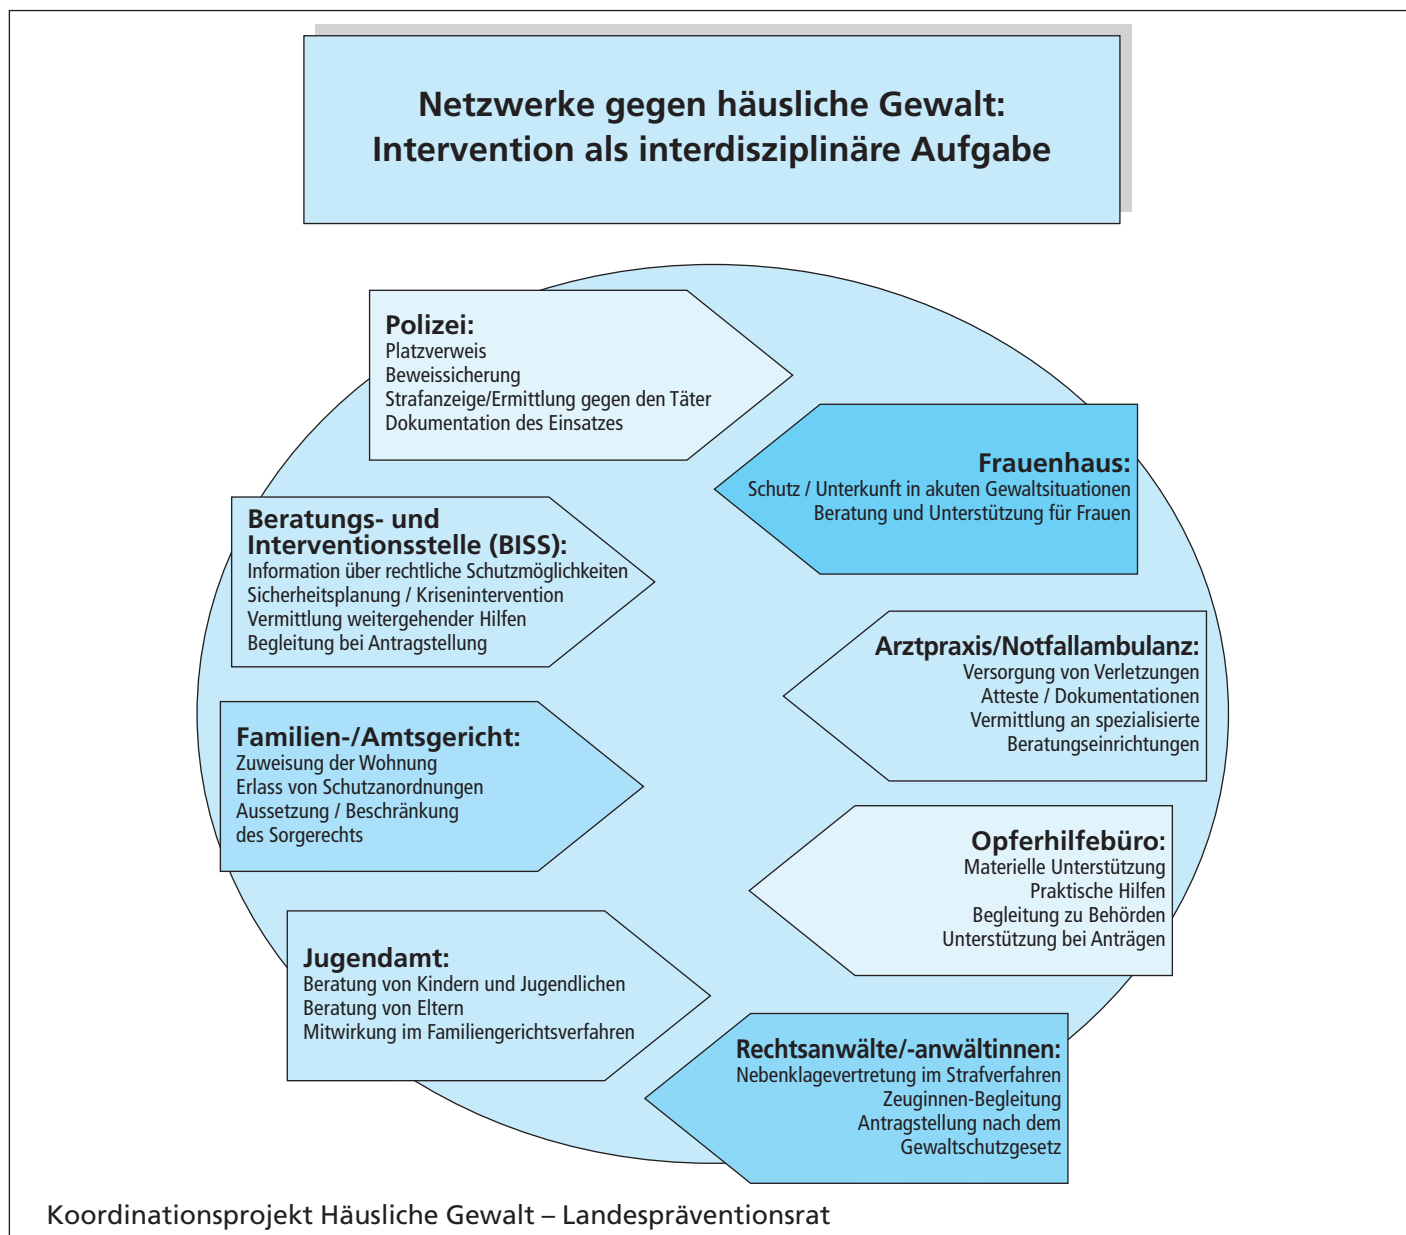 Netzwerke gegen häusliche Gewalt:
Intervention als interdisziplinäre Aufgabe
Polizei:
Platzverweis
Beweissicherung
Strafanzeige/Ermittlung gegen den Täter
Dokumentation des Einsatzes
Frauenhaus:
Schutz / Unterkunft in akuten Gewaltsituationen
Beratung und Unterstützung für Frauen
Beratungs- und
Interventionsstelle (BISS):
Information über rechtliche Schutzmöglichkeiten
Sicherheitsplanung / Krisenintervention
Vermittlung weitergehender Hilfen
Begleitung bei Antragstellung
Arztpraxis/Notfallambulanz:
Versorgung von Verletzungen
Atteste / Dokumentationen
Vermittlung an spezialisierte
Beratungseinrichtungen
Familien-/Amtsgericht:
Zuweisung der Wohnung
Erlass von Schutzanordnungen
Aussetzung / Beschränkung
des Sorgerechts
Opferhilfebüro:
Materielle Unterstützung
Praktische Hilfen
Begleitung zu Behörden
Unterstützung bei Anträgen
Jugendamt:
Beratung von Kindern und Jugendlichen
Beratung von Eltern
Mitwirkung im Familiengerichtsverfahren
Rechtsanwälte/-anwältinnen:
Nebenklagevertretung im Strafverfahren
Zeuginnen-Begleitung
Antragstellung nach dem
Gewaltschutzgesetz
Koordinationsprojekt Häusliche Gewalt – Landespräventionsrat